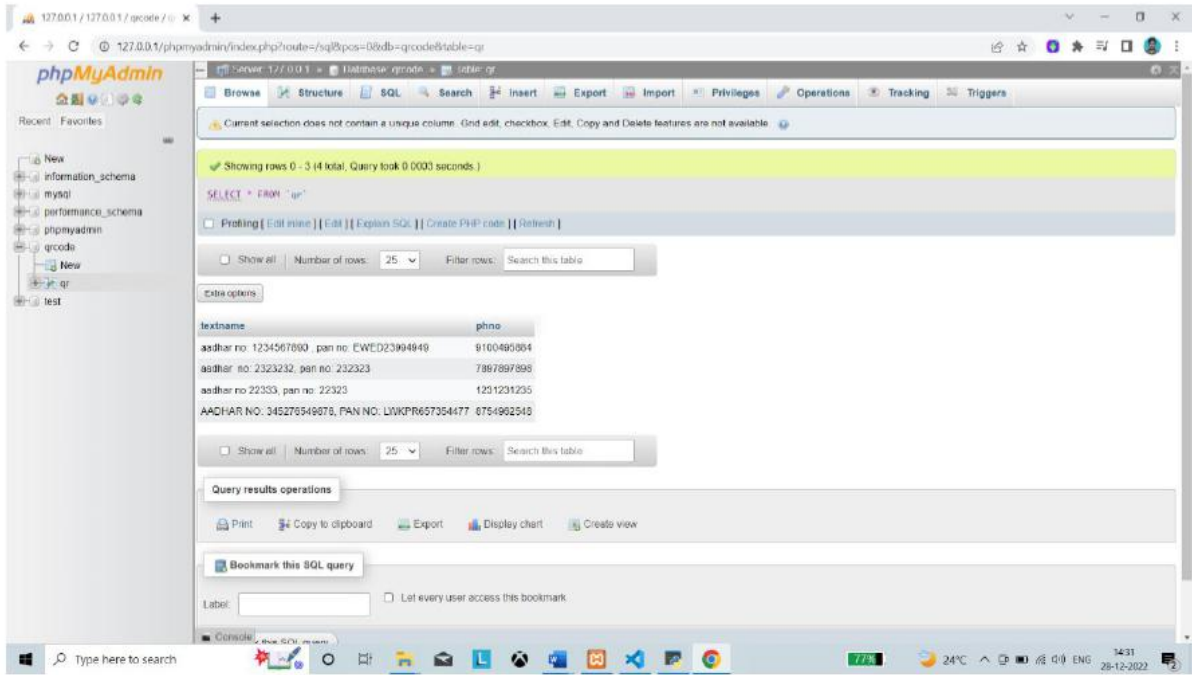 127.0.0.1 / 127.0.0.1 / qrcode /
127.0.0.1/phpmyadmin/index.php?route=/sql&pos=0&db=qrcode&table=qr
phpMyAdmin
Recent Favorites
New
information_schema
mysql
performance_schema
phpmyadmin
qrcode
New
qr
test
Server: 127.0.0.1 » Database: qrcode » Table: qr
Browse Structure SQL Search Insert Export Import Privileges Operations Tracking Triggers
Current selection does not contain a unique column. Grid edit, checkbox, Edit, Copy and Delete features are not available.
Showing rows 0 - 3 (4 total, Query took 0.0003 seconds.)
SELECT * FROM `qr`
Profiling [ Edit inline ] [ Edit ] [ Explain SQL ] [ Create PHP code ] [ Refresh ]
Show all Number of rows: 25 Filter rows: Search this table
Extra options
textname phno
aadhar no: 1234567890 , pan no: EWED23994949 9100495884
aadhar no: 2323232, pan no: 232323 7897897898
aadhar no 22333, pan no: 22323 1231231235
AADHAR NO: 345276549876, PAN NO: LWKPR657354477 8754962548
Show all Number of rows: 25 Filter rows: Search this table
Query results operations
Print Copy to clipboard Export Display chart Create view
Bookmark this SQL query
Label: Let every user access this bookmark
Console this SQL query
Type here to search 77% 24°C ENG 14:31
28-12-2022
2